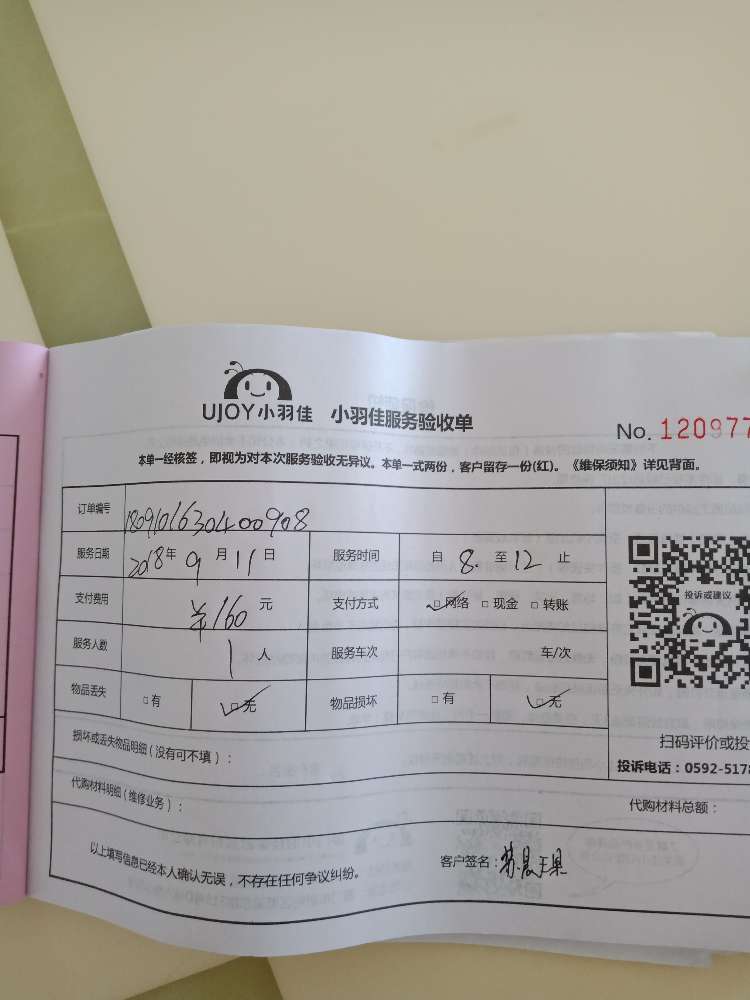 UJOY小羽佳 小羽佳服务验收单
No. 120977
本单一经核签，即视为对本次服务验收无异议。本单一式两份，客户留存一份(红)。《维保须知》详见背面。
订单编号 180910163040​0908
服务日期 2018年9月11日 服务时间 自 8. 至 12 止
支付费用 ¥160 元 支付方式 □网络 □现金 □转账
服务人数 1 人 服务车次 车/次
物品丢失 □有 □无 物品损坏 □有 □无
投诉或建议
扫码评价或投
投诉电话：0592-5178
损坏或丢失物品明细（没有可不填）：
代购材料明细（维修业务）：
代购材料总额：
以上填写信息已经本人确认无误，不存在任何争议纠纷。
客户签名：